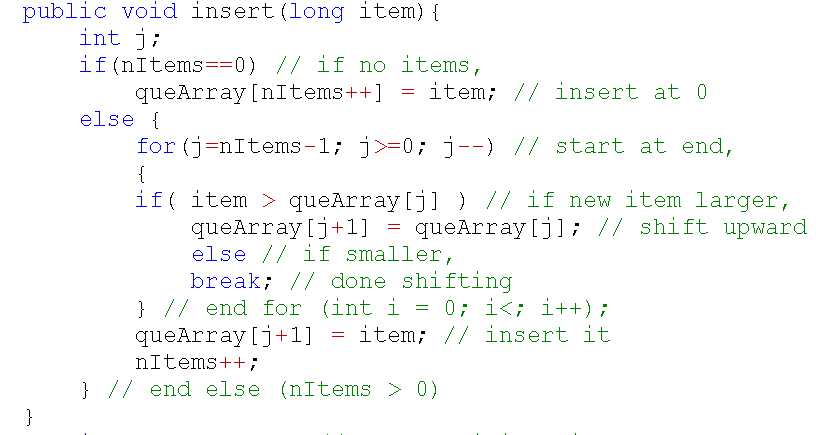 public void insert(long item){
int j;
if(nItems==0) // if no items,
queArray[nItems++] = item; // insert at 0
else {
for(j=nItems-1; j>=0; j--) // start at end,
{
if( item > queArray[j] ) // if new item larger,
queArray[j+1] = queArray[j]; // shift upward
else // if smaller,
break; // done shifting
} // end for (int i = 0; i<; i++);
queArray[j+1] = item; // insert it
nItems++;
} // end else (nItems > 0)
}